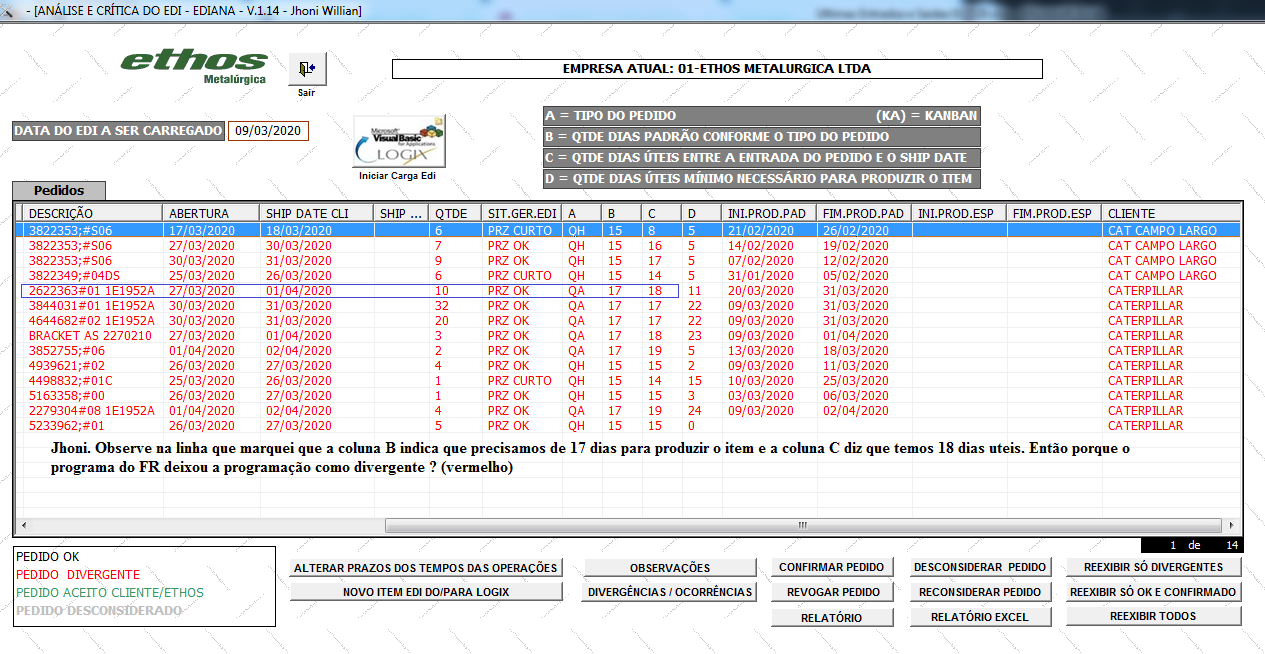 - [ANÁLISE E CRÍTICA DO EDI - EDIANA - V.1.14 - Jhoni Willian]
ethos
Metalúrgica
Sair
EMPRESA ATUAL: 01-ETHOS METALURGICA LTDA
DATA DO EDI A SER CARREGADO 09/03/2020
Microsoft
Visual Basic
for Applications
LOGIX
Iniciar Carga Edi
A = TIPO DO PEDIDO (KA) = KANBAN
B = QTDE DIAS PADRÃO CONFORME O TIPO DO PEDIDO
C = QTDE DIAS ÚTEIS ENTRE A ENTRADA DO PEDIDO E O SHIP DATE
D = QTDE DIAS ÚTEIS MÍNIMO NECESSÁRIO PARA PRODUZIR O ITEM
Pedidos
DESCRIÇÃO ABERTURA SHIP DATE CLI SHIP ... QTDE SIT.GER.EDI A B C D INI.PROD.PAD FIM.PROD.PAD INI.PROD.ESP FIM.PROD.ESP CLIENTE
3822353;#S06 17/03/2020 18/03/2020 6 PRZ CURTO QH 15 8 5 21/02/2020 26/02/2020 CAT CAMPO LARGO
3822353;#S06 27/03/2020 30/03/2020 7 PRZ OK QH 15 16 5 14/02/2020 19/02/2020 CAT CAMPO LARGO
3822353;#S06 30/03/2020 31/03/2020 9 PRZ OK QH 15 17 5 07/02/2020 12/02/2020 CAT CAMPO LARGO
3822349;#04DS 25/03/2020 26/03/2020 6 PRZ CURTO QH 15 14 5 31/01/2020 05/02/2020 CAT CAMPO LARGO
2622363#01 1E1952A 27/03/2020 01/04/2020 10 PRZ OK QA 17 18 11 20/03/2020 31/03/2020 CATERPILLAR
3844031#01 1E1952A 30/03/2020 31/03/2020 32 PRZ OK QA 17 17 22 09/03/2020 31/03/2020 CATERPILLAR
4644682#02 1E1952A 30/03/2020 31/03/2020 20 PRZ OK QA 17 17 22 09/03/2020 31/03/2020 CATERPILLAR
BRACKET AS 2270210 27/03/2020 01/04/2020 3 PRZ OK QA 17 18 23 09/03/2020 01/04/2020 CATERPILLAR
3852755;#06 01/04/2020 02/04/2020 2 PRZ OK QA 17 19 5 13/03/2020 18/03/2020 CATERPILLAR
4939621;#02 26/03/2020 27/03/2020 4 PRZ OK QH 15 15 2 09/03/2020 11/03/2020 CATERPILLAR
4498832;#01C 25/03/2020 26/03/2020 1 PRZ CURTO QH 15 14 15 10/03/2020 25/03/2020 CATERPILLAR
5163358;#00 26/03/2020 27/03/2020 1 PRZ OK QH 15 15 3 03/03/2020 06/03/2020 CATERPILLAR
2279304#08 1E1952A 01/04/2020 02/04/2020 4 PRZ OK QA 17 19 24 09/03/2020 02/04/2020 CATERPILLAR
5233962;#01 26/03/2020 27/03/2020 5 PRZ OK QH 15 15 0 CATERPILLAR
Jhoni. Observe na linha que marquei que a coluna B indica que precisamos de 17 dias para produzir o item e a coluna C diz que temos 18 dias uteis. Então porque o
programa do FR deixou a programação como divergente ? (vermelho)
1 de 14
PEDIDO OK
PEDIDO DIVERGENTE
PEDIDO ACEITO CLIENTE/ETHOS
PEDIDO DESCONSIDERADO
ALTERAR PRAZOS DOS TEMPOS DAS OPERAÇÕES OBSERVAÇÕES CONFIRMAR PEDIDO DESCONSIDERAR PEDIDO REEXIBIR SÓ DIVERGENTES
NOVO ITEM EDI DO/PARA LOGIX DIVERGÊNCIAS / OCORRÊNCIAS REVOGAR PEDIDO RECONSIDERAR PEDIDO REEXIBIR SÓ OK E CONFIRMADO
RELATÓRIO RELATÓRIO EXCEL REEXIBIR TODOS